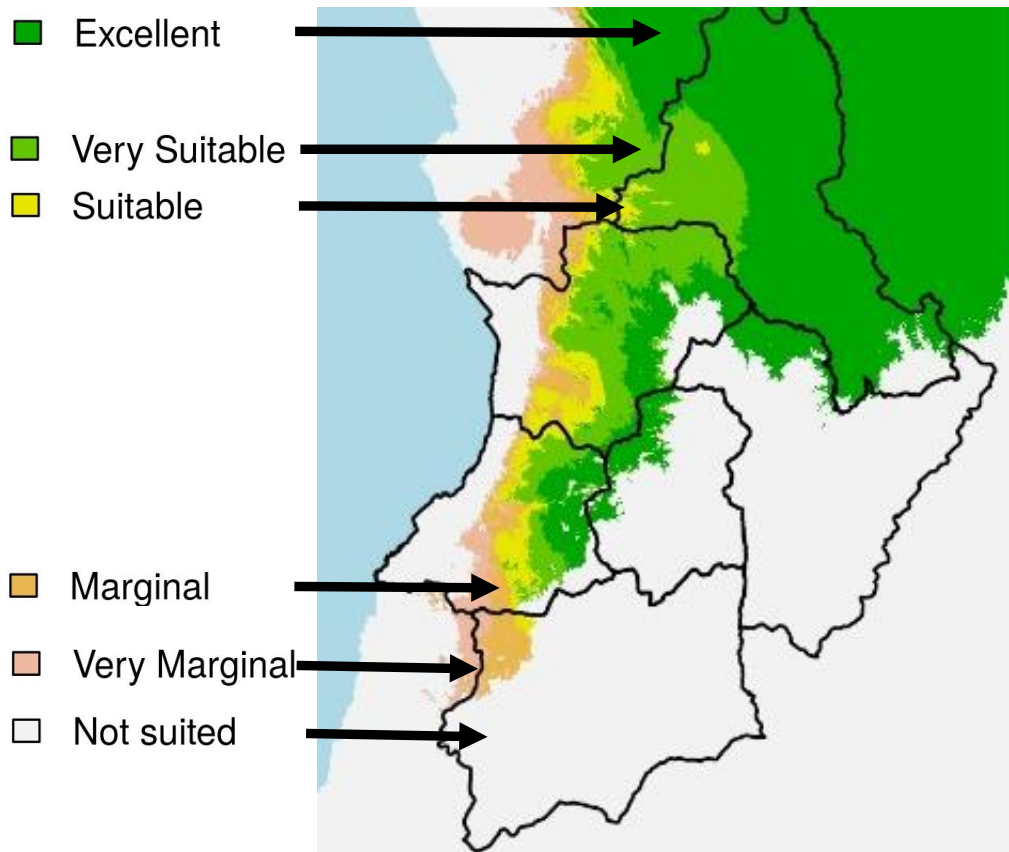 Excellent
Very Suitable
Suitable
Marginal
Very Marginal
Not suited